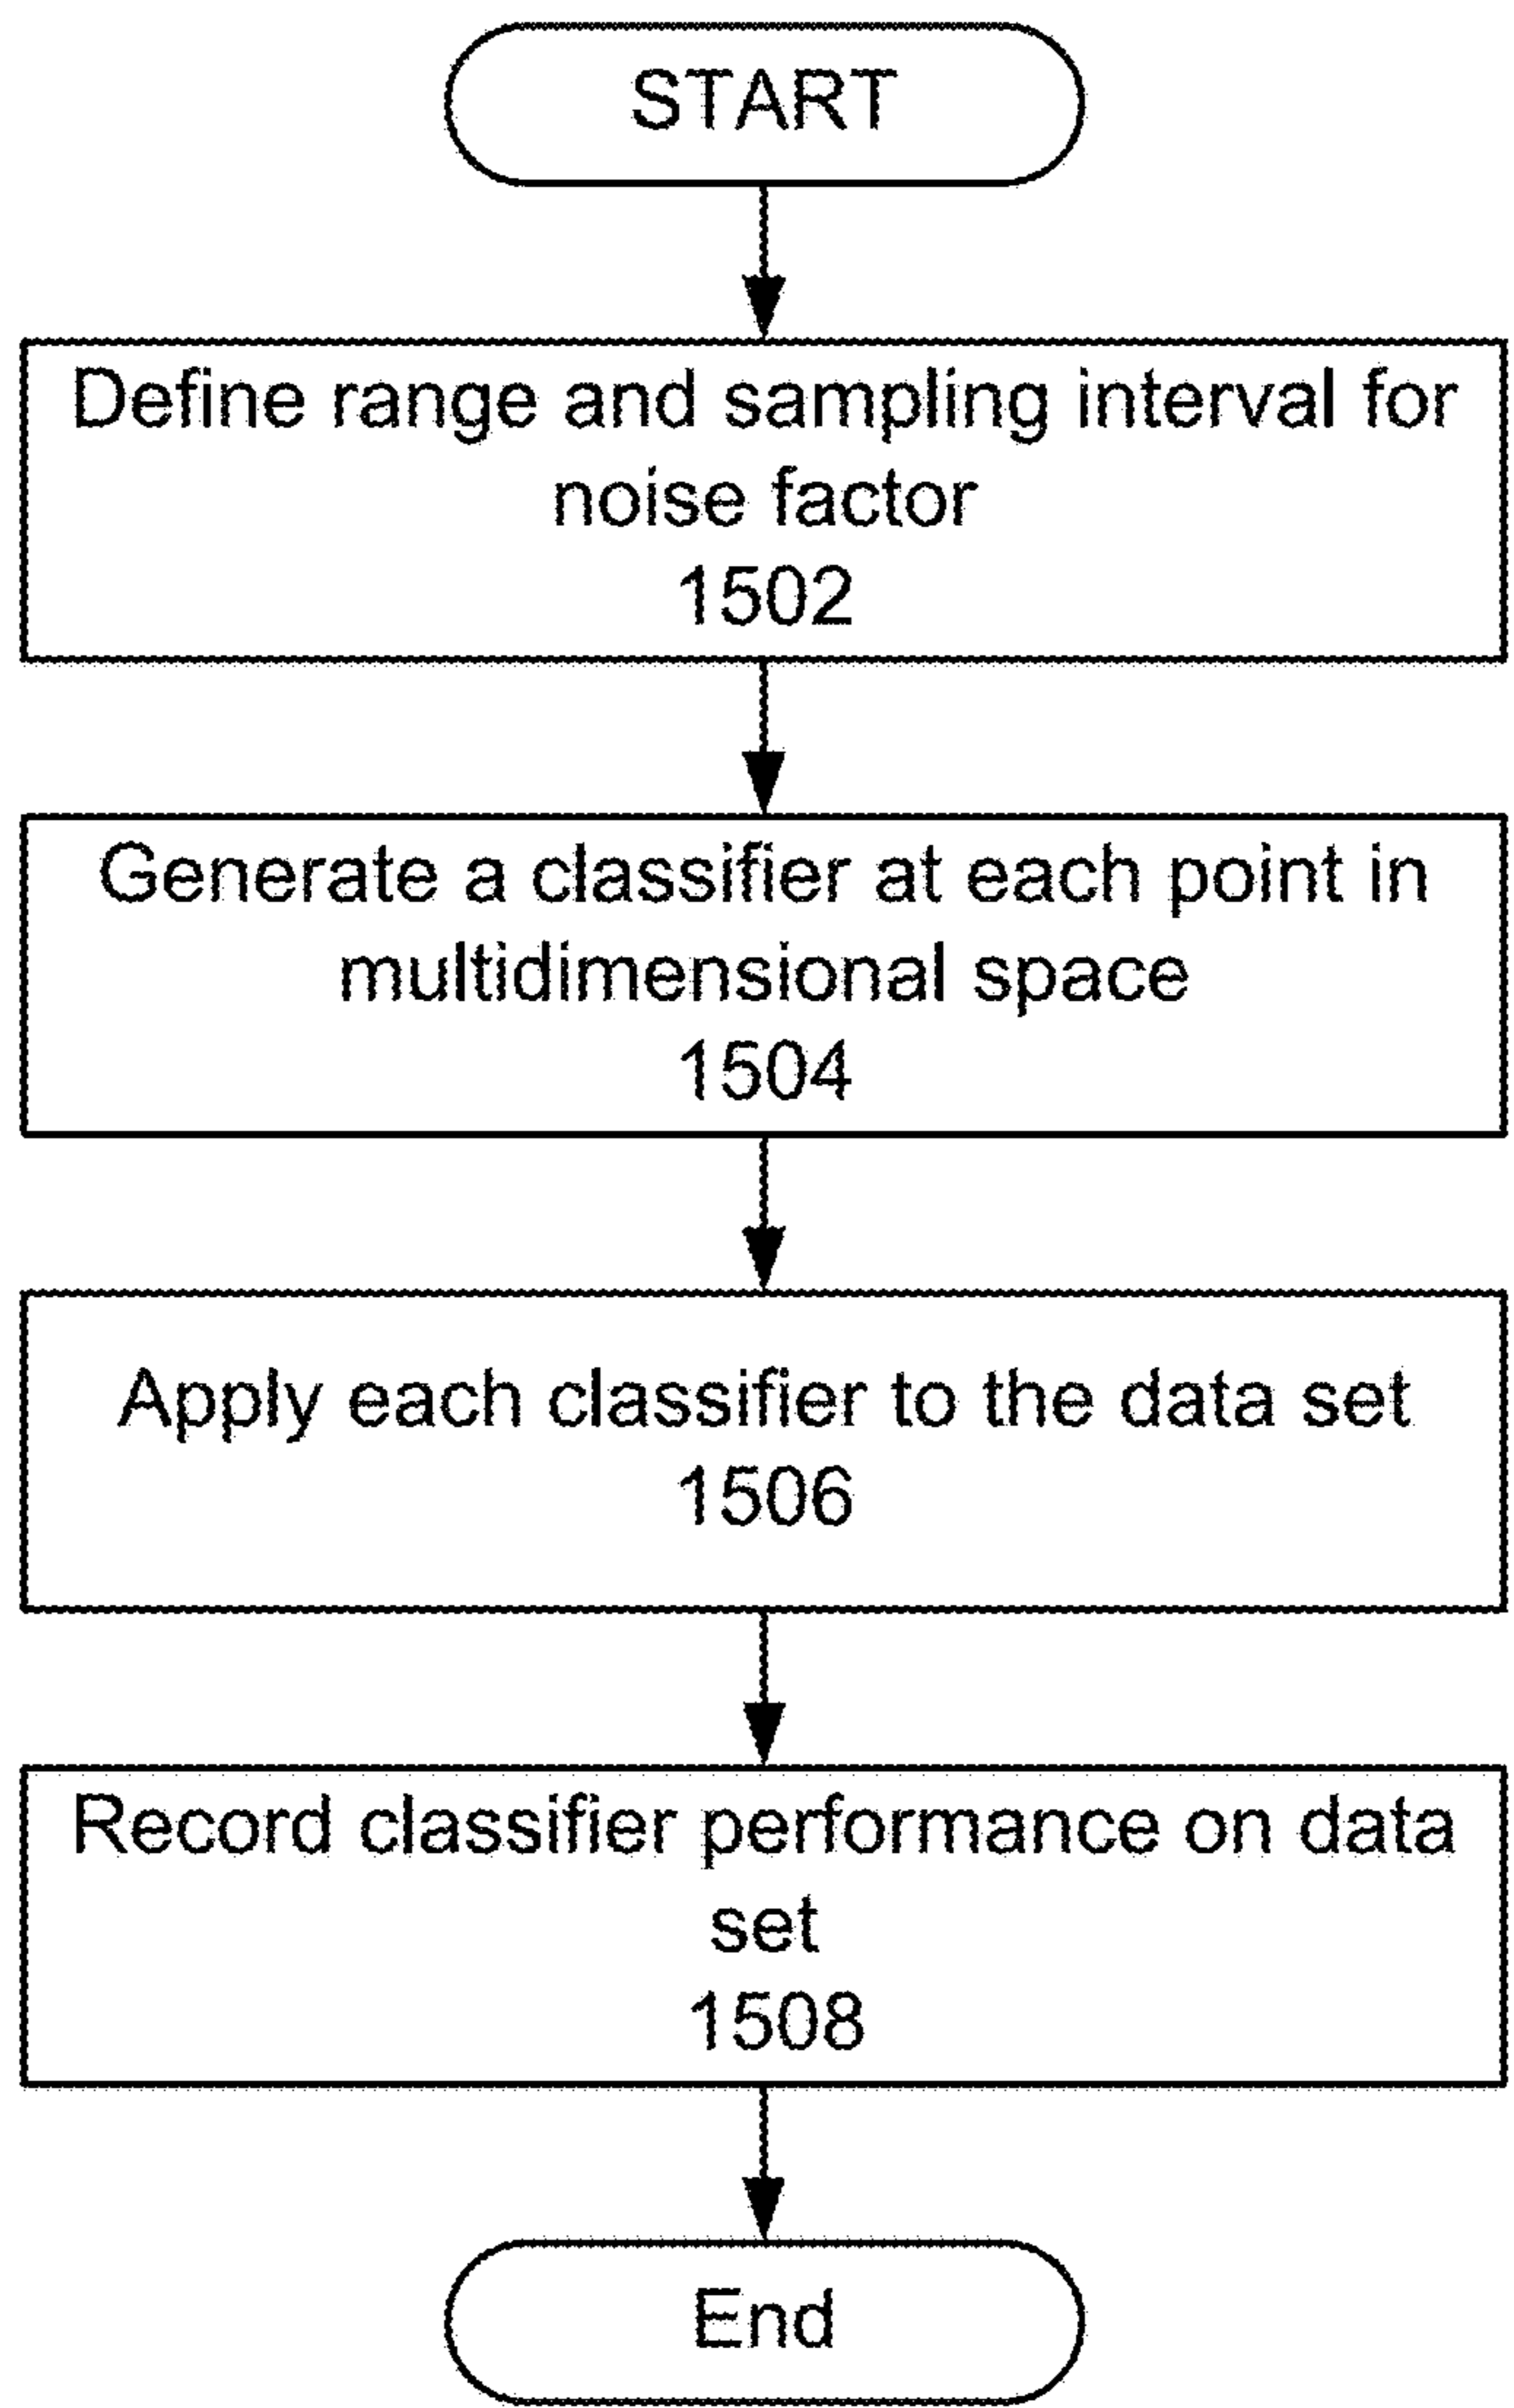 START
Define range and sampling interval for
noise factor
1502
Generate a classifier at each point in
multidimensional space
1504
Apply each classifier to the data set
1506
Record classifier performance on data
set
1508
End